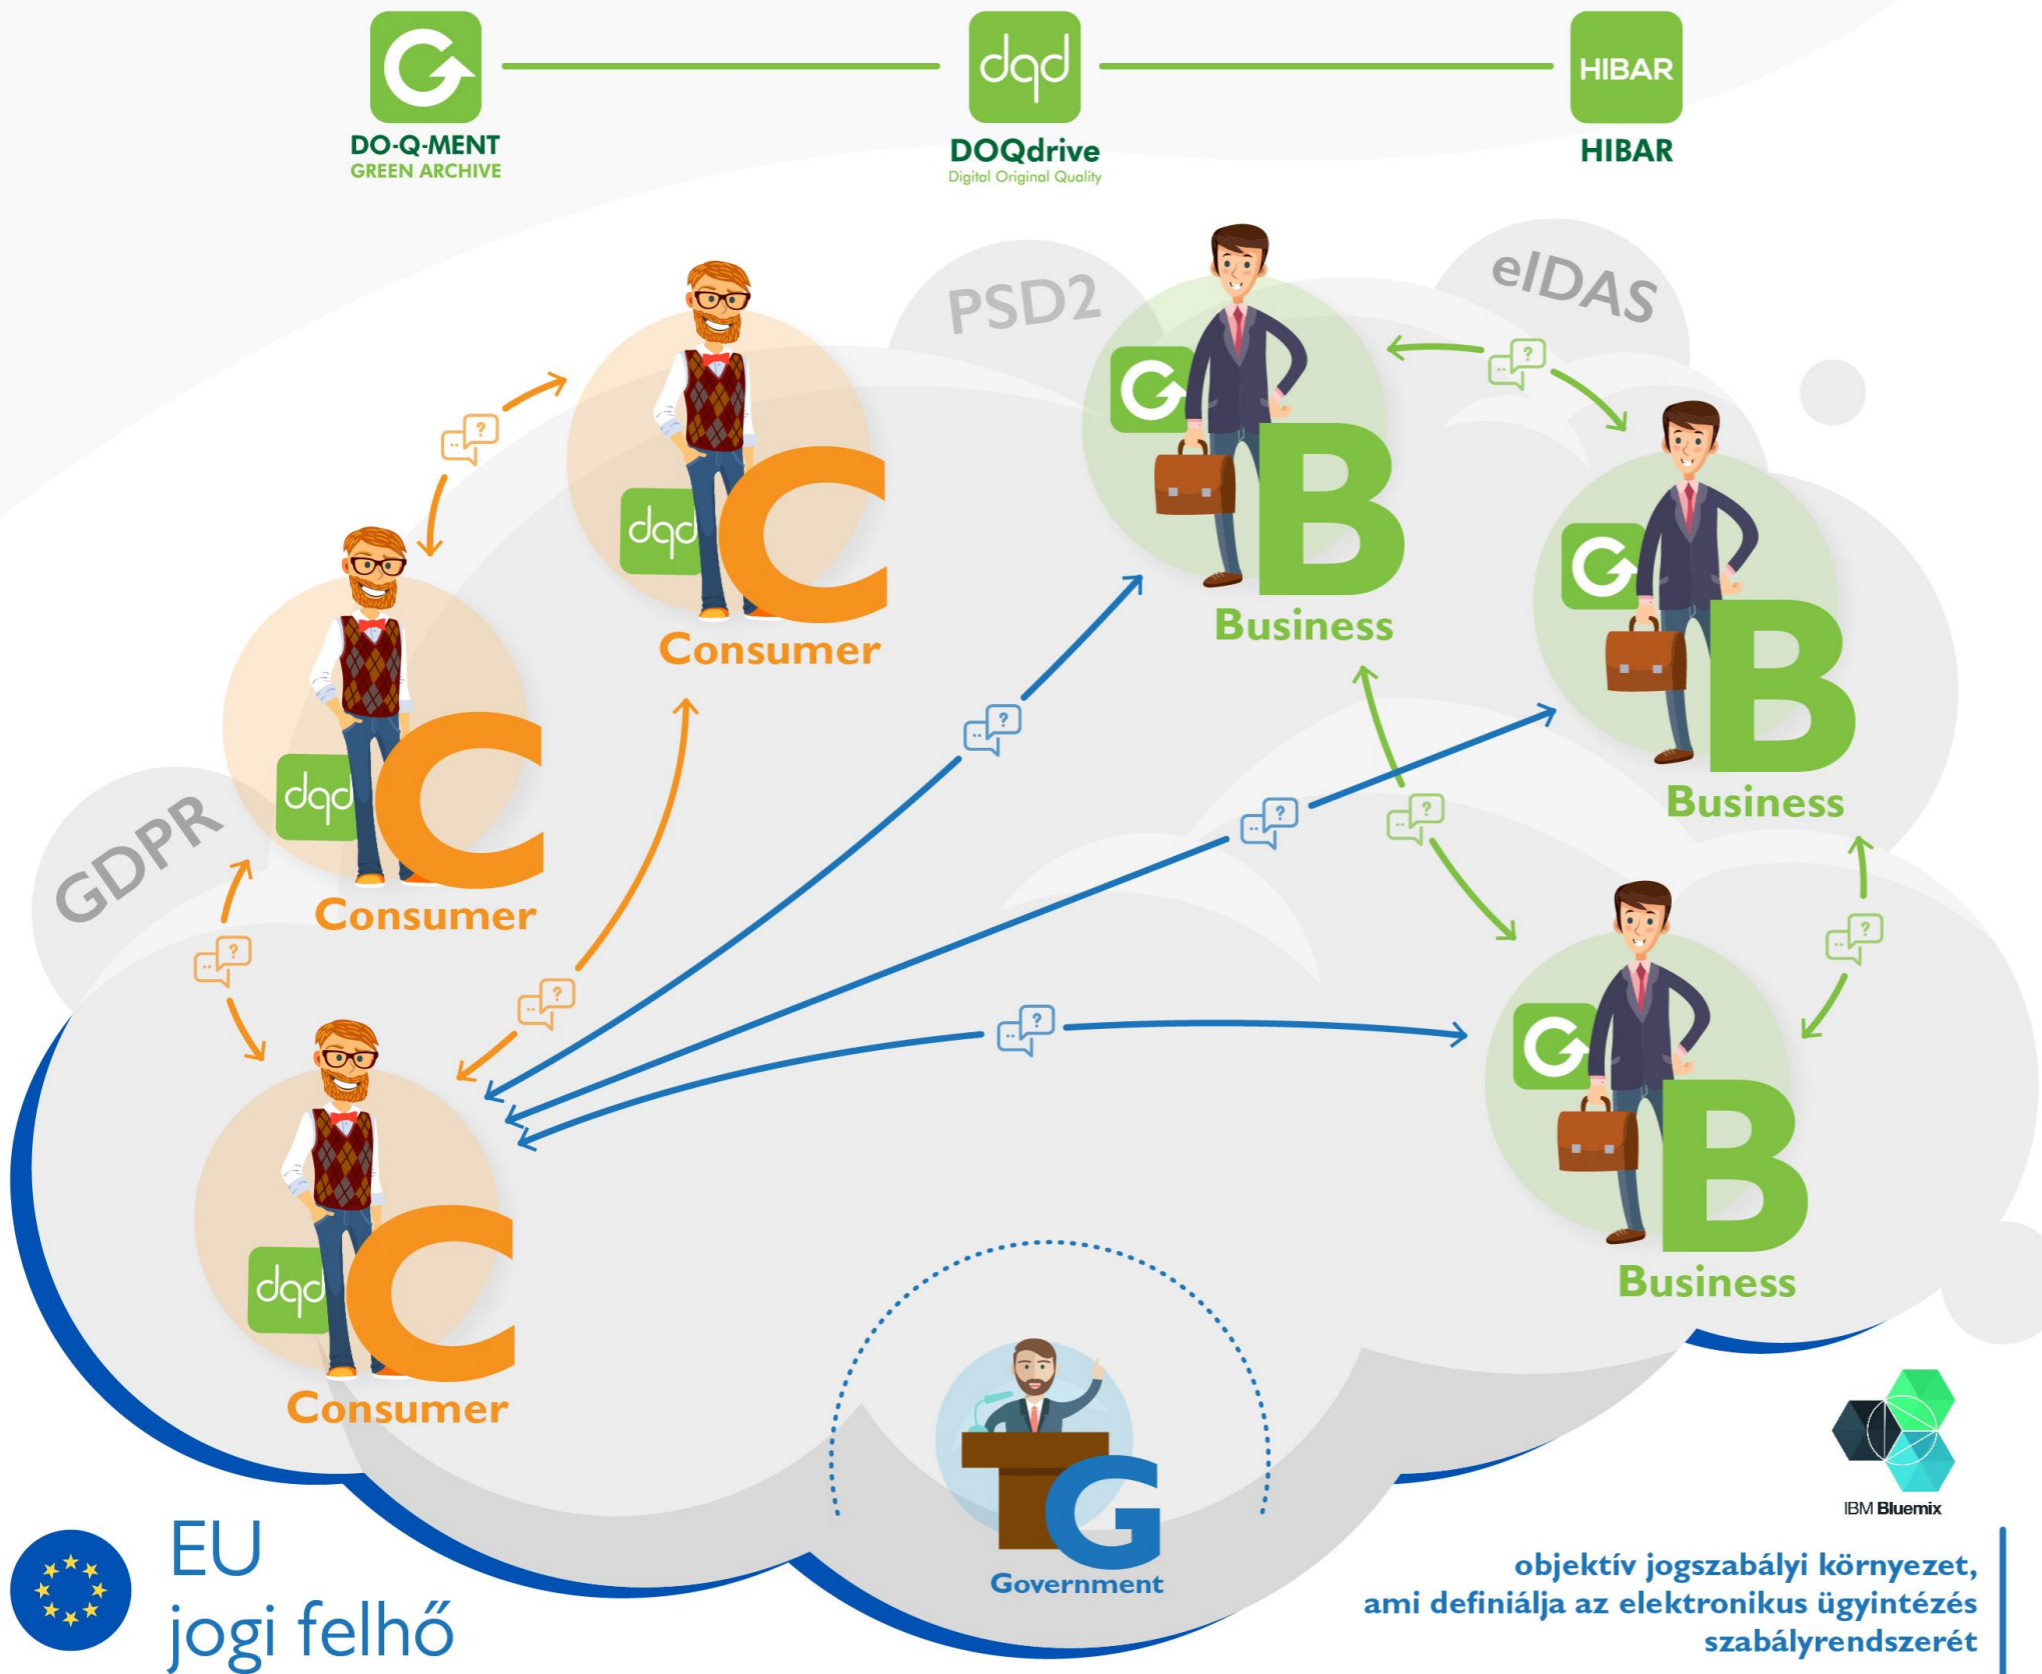 dqd
HIBAR
DO-Q-MENT
GREEN ARCHIVE
DOQdrive
Digital Original Quality
HIBAR
PSD2
eIDAS
dqd
C
Consumer
B
Business
B
Business
GDPR
dqd
C
Consumer
B
Business
dqd
C
Consumer
G
Government
IBM Bluemix
EU
jogi felhő
objektív jogszabályi környezet,
ami definiálja az elektronikus ügyintézés
szabályrendszerét